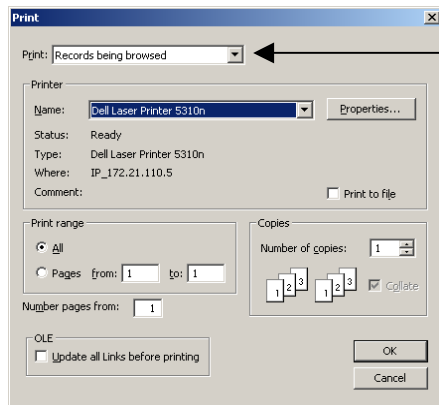 Print
Print: Records being browsed
Printer
Name: Dell Laser Printer 5310n Properties...
Status: Ready
Type: Dell Laser Printer 5310n
Where: IP_172.21.110.5
Comment: Print to file
Print range
All
Pages from: 1 to: 1
Number pages from: 1
Copies
Number of copies: 1
1 2 3 1 2 3 Collate
OLE
Update all Links before printing
OK
Cancel